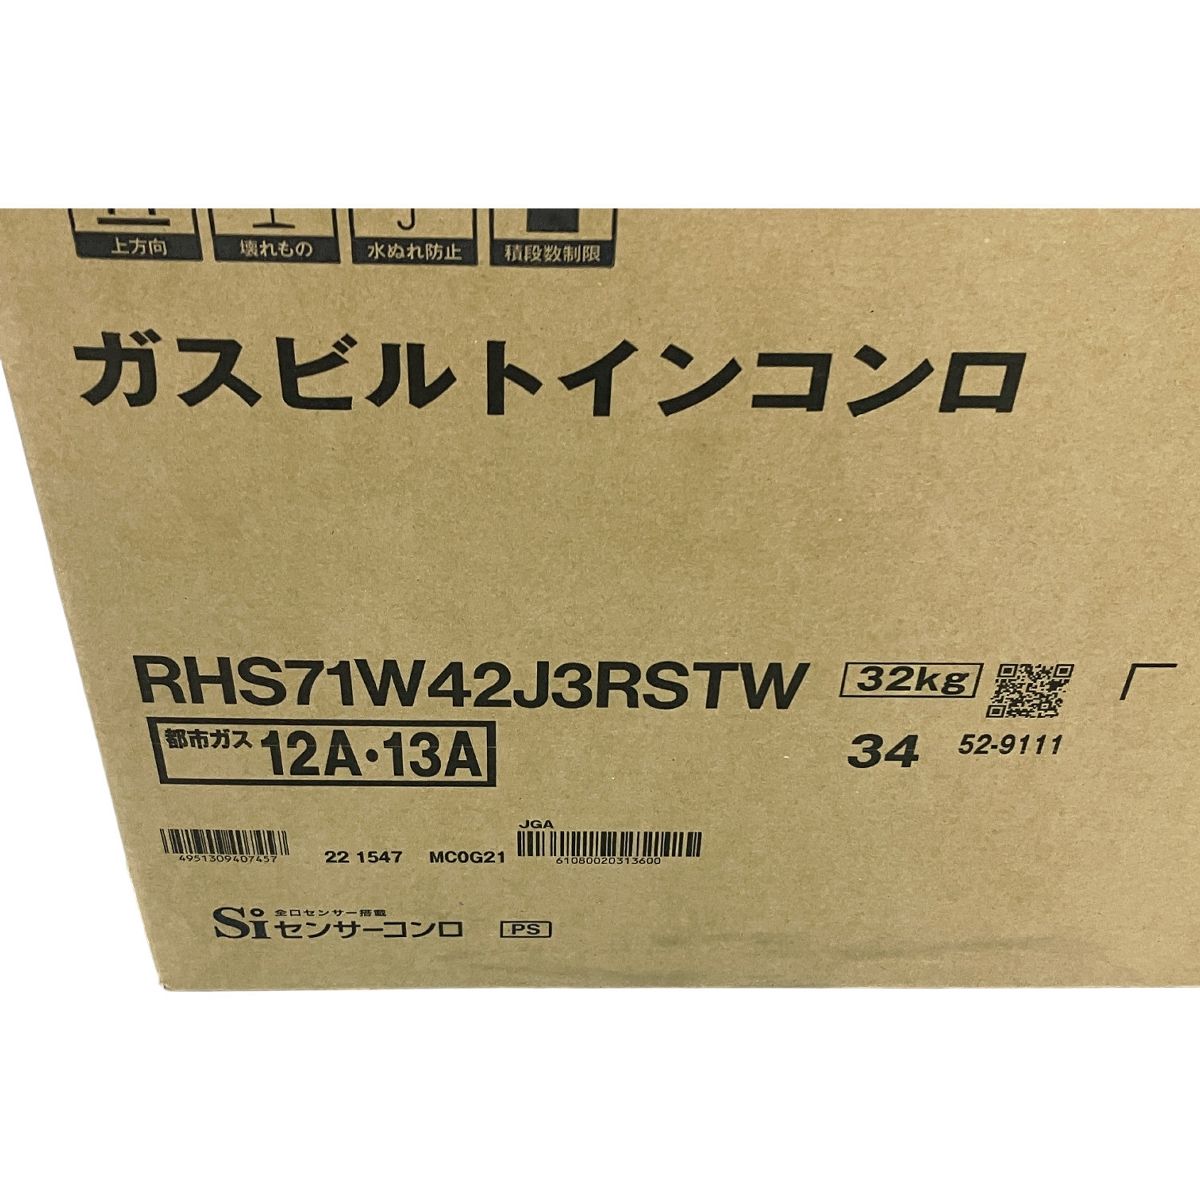 上方向 壊れもの 水ぬれ防止 積段数制限
ガスビルトインコンロ
RHS71W42J3RSTW 32kg
都市ガス 12A・13A 34 52-9111
JGA
4951309407457 22 1547 MC0G21 61080020313600
全口センサー搭載
Siセンサーコンロ PS